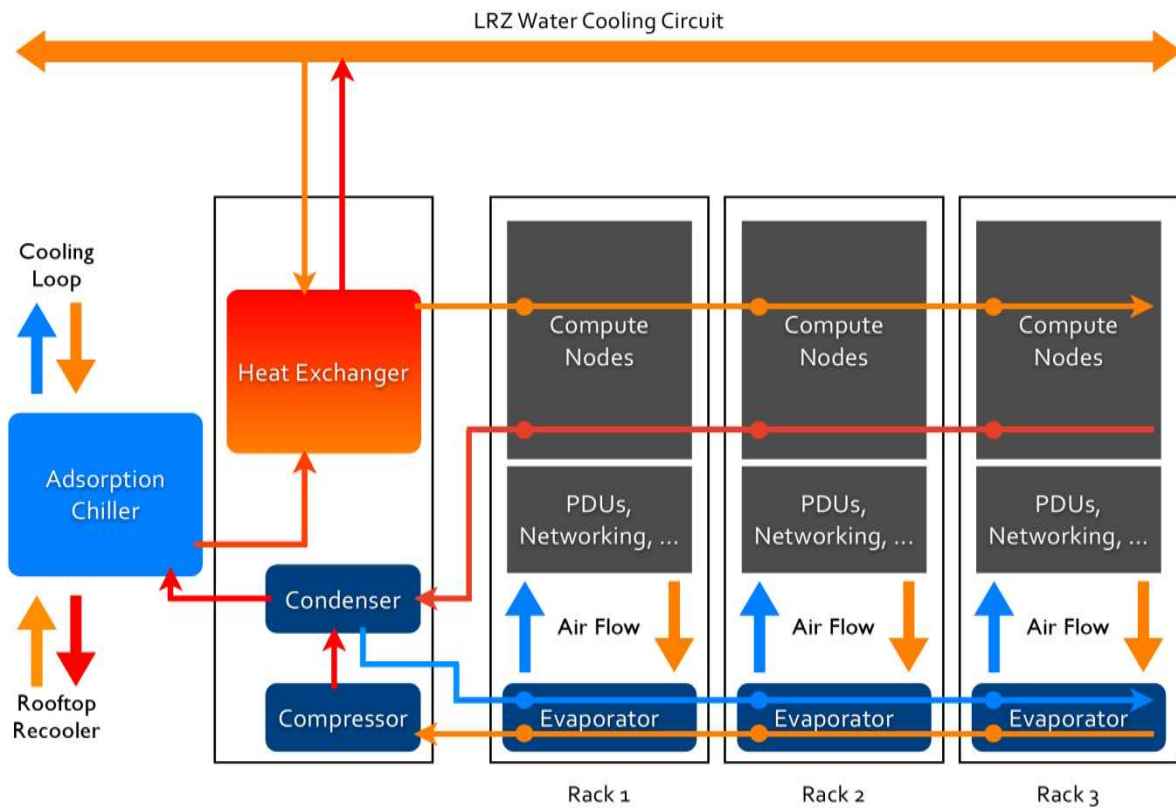 LRZ Water Cooling Circuit
Cooling
Loop
Heat Exchanger
Adsorption
Chiller
Condenser
Compressor
Rooftop
Recooler
Compute
Nodes
PDUs,
Networking, ...
Air Flow
Evaporator
Rack 1
Compute
Nodes
PDUs,
Networking, ...
Air Flow
Evaporator
Rack 2
Compute
Nodes
PDUs,
Networking, ...
Air Flow
Evaporator
Rack 3